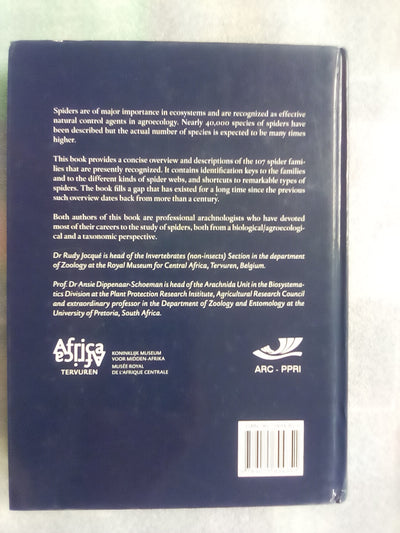 Spiders are of major importance in ecosystems and are recognized as effective
natural control agents in agroecology. Nearly 40,000 species of spiders have
been described but the actual number of species is expected to be many times
higher.
This book provides a concise overview and descriptions of the 107 spider fami-
lies that are presently recognized. It contains identification keys to the families
and to the different kinds of spider webs, and shortcuts to remarkable types of
spiders. The book fills a gap that has existed for a long time since the previous
such overview dates back from more than a century.
Both authors of this book are professional arachnologists who have devoted
most of their careers to the study of spiders, both from a biological/agroecologi-
cal and a taxonomic perspective.
Dr Rudy Jocqué is head of the Invertebrates (non-insects) Section in the department
of Zoology at the Royal Museum for Central Africa, Tervuren, Belgium.
Prof. Dr Ansie Dippenaar-Schoeman is head of the Arachnida Unit in the Biosystema-
tics Division at the Plant Protection Research Institute, Agricultural Research Council
and extraordinary professor in the Department of Zoology and Entomology at the
University of Pretoria, South Africa.
Africa
Africa
TERVUREN
KONINKLIJK MUSEUM
VOOR MIDDEN-AFRIKA
MUSÉE ROYAL
DE L'AFRIQUE CENTRALE
ARC - PPRI